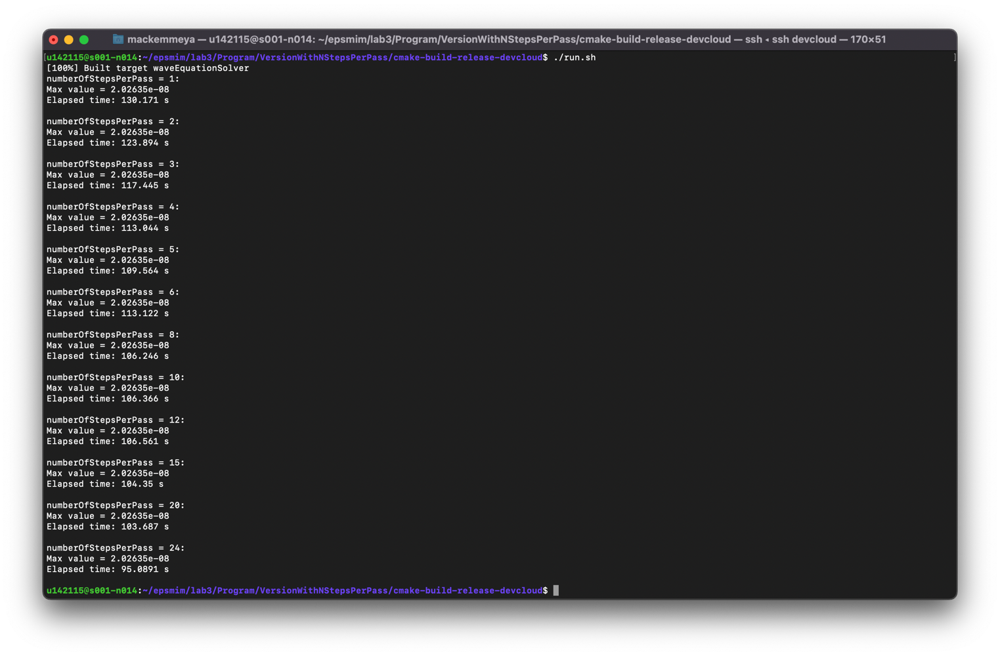 mackemmeya — u142115@s001-n014: ~/epsmim/lab3/Program/VersionWithNStepsPerPass/cmake-build-release-devcloud — ssh ◂ ssh devcloud — 170×51
[u142115@s001-n014:~/epsmim/lab3/Program/VersionWithNStepsPerPass/cmake-build-release-devcloud$ ./run.sh ]
[100%] Built target waveEquationSolver
numberOfStepsPerPass = 1:
Max value = 2.02635e-08
Elapsed time: 130.171 s

numberOfStepsPerPass = 2:
Max value = 2.02635e-08
Elapsed time: 123.894 s

numberOfStepsPerPass = 3:
Max value = 2.02635e-08
Elapsed time: 117.445 s

numberOfStepsPerPass = 4:
Max value = 2.02635e-08
Elapsed time: 113.044 s

numberOfStepsPerPass = 5:
Max value = 2.02635e-08
Elapsed time: 109.564 s

numberOfStepsPerPass = 6:
Max value = 2.02635e-08
Elapsed time: 113.122 s

numberOfStepsPerPass = 8:
Max value = 2.02635e-08
Elapsed time: 106.246 s

numberOfStepsPerPass = 10:
Max value = 2.02635e-08
Elapsed time: 106.366 s

numberOfStepsPerPass = 12:
Max value = 2.02635e-08
Elapsed time: 106.561 s

numberOfStepsPerPass = 15:
Max value = 2.02635e-08
Elapsed time: 104.35 s

numberOfStepsPerPass = 20:
Max value = 2.02635e-08
Elapsed time: 103.687 s

numberOfStepsPerPass = 24:
Max value = 2.02635e-08
Elapsed time: 95.0891 s

u142115@s001-n014:~/epsmim/lab3/Program/VersionWithNStepsPerPass/cmake-build-release-devcloud$